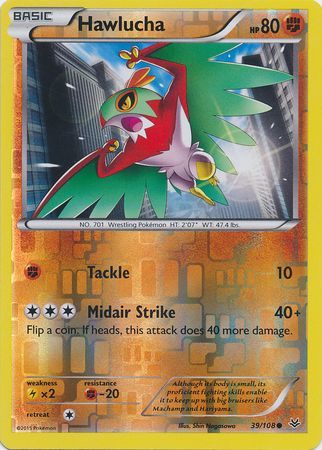 BASIC
Hawlucha
HP 80
NO. 701 Wrestling Pokémon HT: 2'07" WT: 47.4 lbs.
Tackle 10
Midair Strike 40+
Flip a coin. If heads, this attack does 40 more damage.
weakness resistance
×2 -20
retreat
Although its body is small, its
proficient fighting skills enable
it to keep up with big bruisers like
Machamp and Hariyama.
©2015 Pokémon
Illus. Shin Nagasawa
39/108